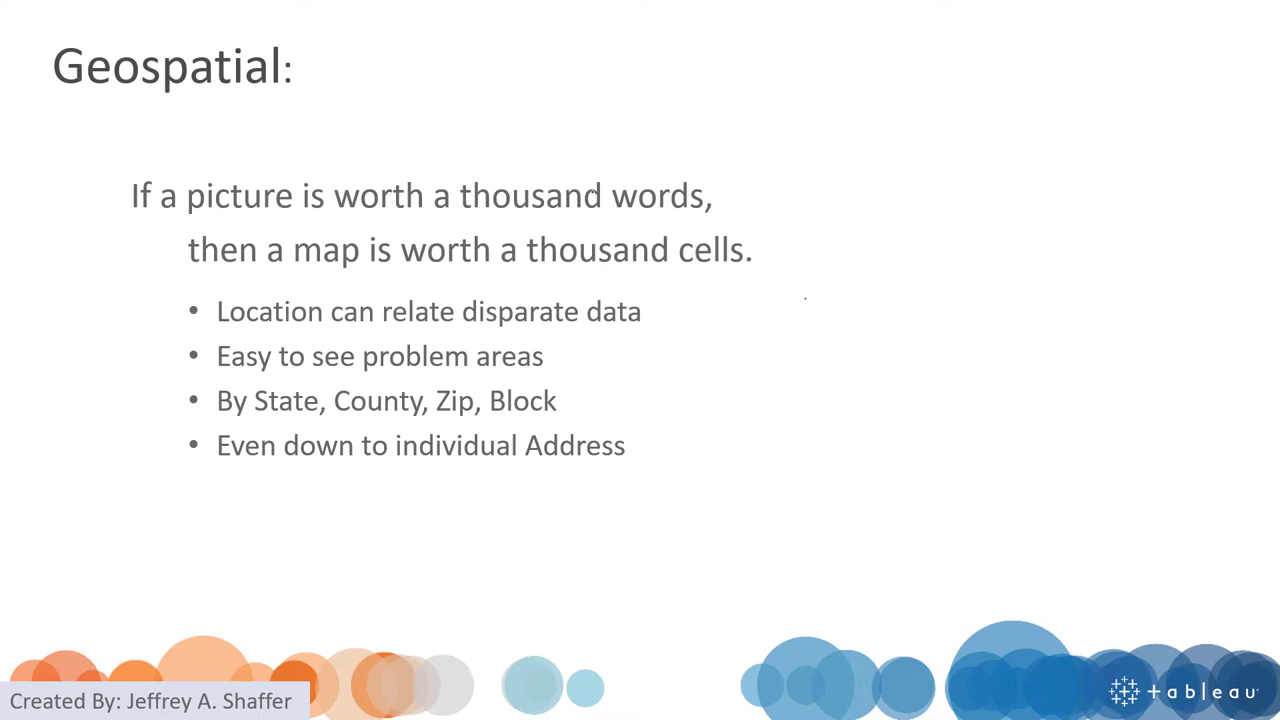 Geospatial:
If a picture is worth a thousand words,
then a map is worth a thousand cells.
• Location can relate disparate data
• Easy to see problem areas
• By State, County, Zip, Block
• Even down to individual Address
Created By: Jeffrey A. Shaffer
tableau